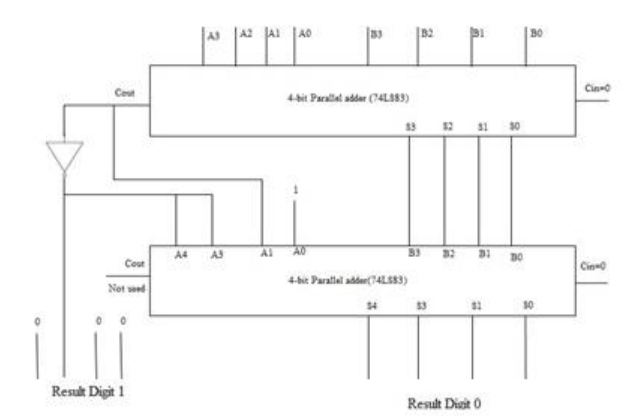 A3 A2 A1 A0 B3 B2 B1 B0
Cout
4-bit Parallel adder (74LS83)
Cin=0
S3 S2 S1 S0
1
A4 A3 A1 A0 B3 B2 B1 B0
Cout
Not used
4-bit Parallel adder(74LS83)
Cin=0
S4 S3 S1 S0
0 0 0
Result Digit 1
Result Digit 0